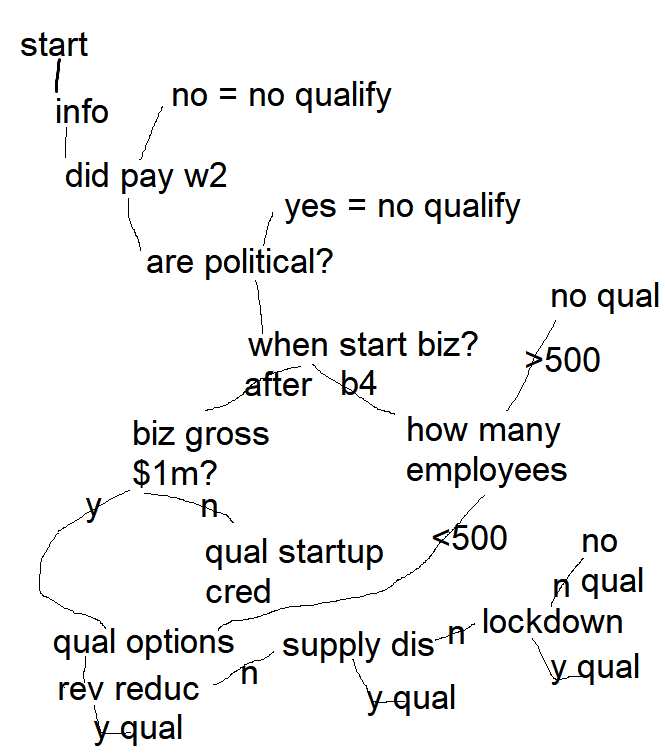 start
info
no = no qualify
did pay w2
yes = no qualify
are political?
no qual
when start biz?
>500
after b4
biz gross
$1m?
how many
employees
y
n
qual startup
cred
<500
no
qual
n
lockdown
y qual
qual options
supply dis
n
rev reduc
n
y qual
y qual